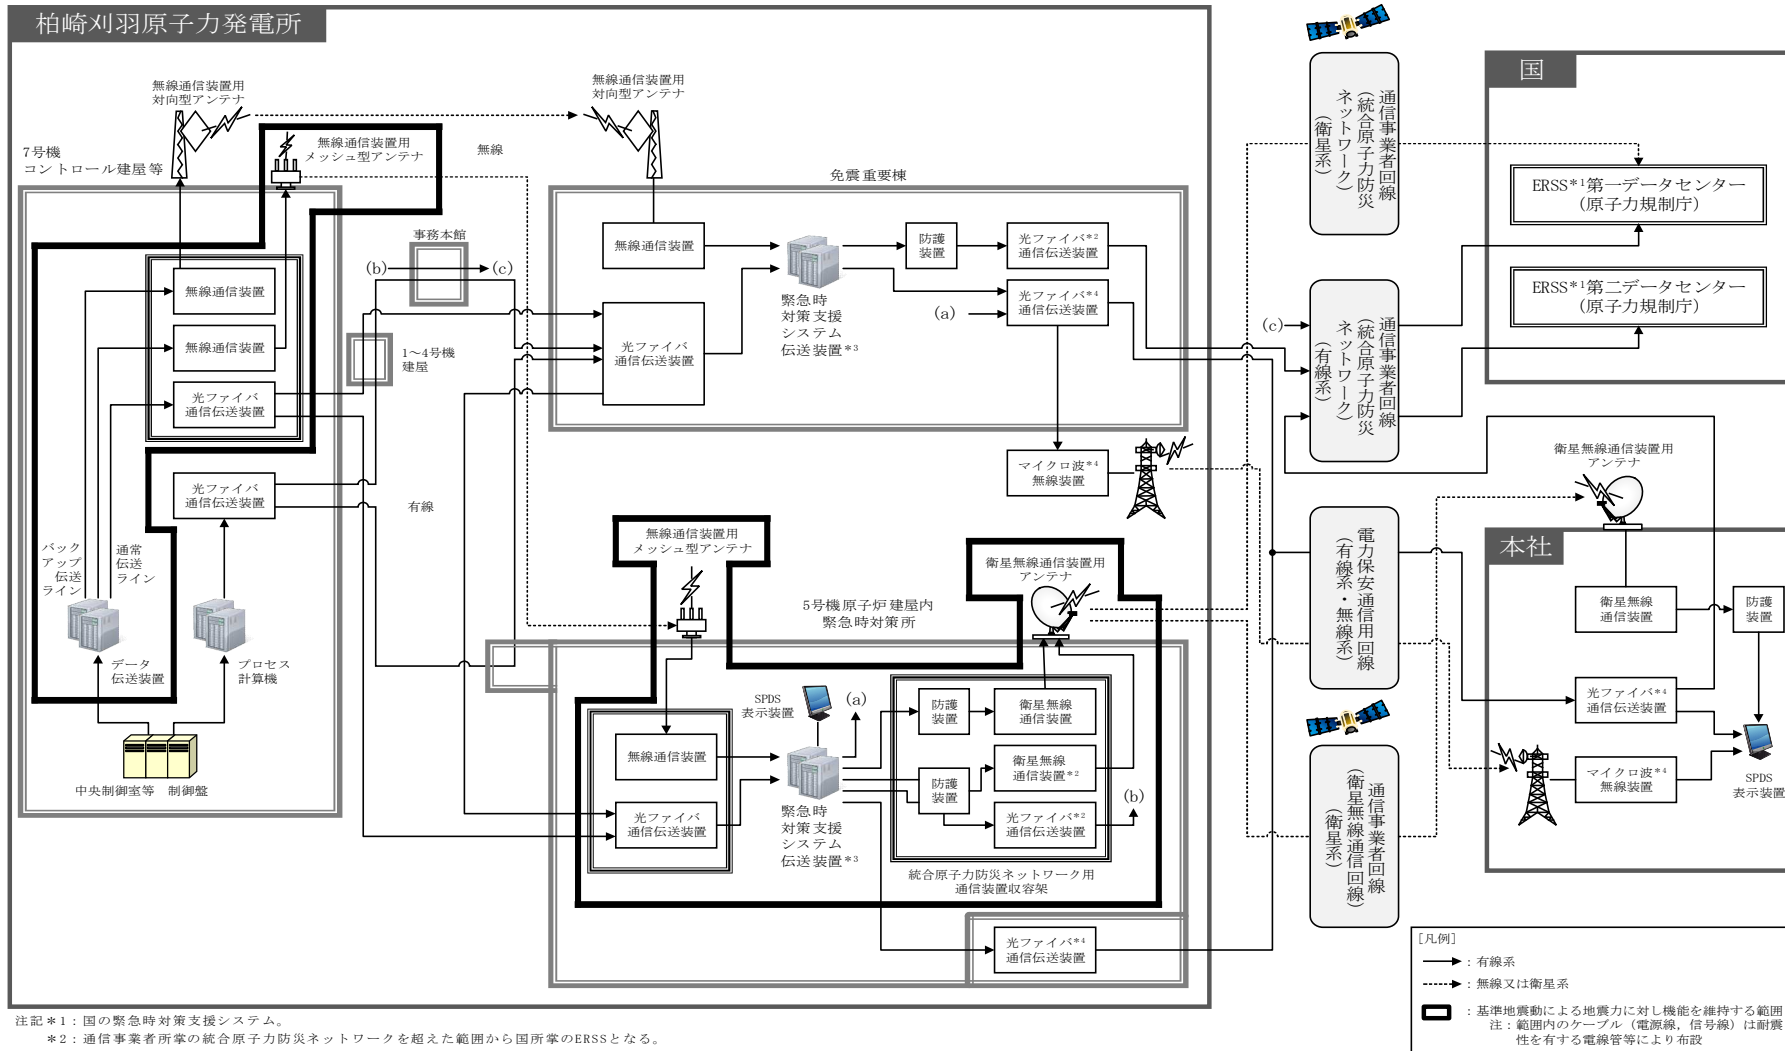 柏崎刈羽原子力発電所
無線通信装置用
対向型アンテナ
無線通信装置用
対向型アンテナ
7号機
コントロール建屋等
無線通信装置用
メッシュ型アンテナ
無線
免震重要棟
事務本館
(b)
(c)
無線通信装置
無線通信装置
光ファイバ
通信伝送装置
1～4号機
建屋
光ファイバ
通信伝送装置
有線
バック
アップ
伝送
ライン
通常
伝送
ライン
データ
伝送装置
プロセス
計算機
中央制御室等 制御盤
無線通信装置
光ファイバ
通信伝送装置
緊急時
対策支援
システム
伝送装置*3
防護
装置
光ファイバ*2
通信伝送装置
(a)
光ファイバ*4
通信伝送装置
マイクロ波*4
無線装置
無線通信装置用
メッシュ型アンテナ
5号機原子炉建屋内
緊急時対策所
衛星無線通信装置用
アンテナ
SPDS
表示装置
(a)
無線通信装置
光ファイバ
通信伝送装置
緊急時
対策支援
システム
伝送装置*3
防護
装置
衛星無線
通信装置
防護
装置
衛星無線
通信装置*2
光ファイバ*2
通信伝送装置
(b)
統合原子力防災ネットワーク用
通信装置収容架
光ファイバ*4
通信伝送装置
通信事業者回線
(統合原子力防災
ネットワーク)
(衛星系)
(c)
通信事業者回線
(統合原子力防災
ネットワーク)
(有線系)
電力保安通信用回線
(有線系・無線系)
通信事業者回線
(衛星無線通信回線)
(衛星系)
国
ERSS*1第一データセンター
(原子力規制庁)
ERSS*1第二データセンター
(原子力規制庁)
衛星無線通信装置用
アンテナ
本社
衛星無線
通信装置
防護
装置
光ファイバ*4
通信伝送装置
マイクロ波*4
無線装置
SPDS
表示装置
[凡例]
：有線系
：無線又は衛星系
：基準地震動による地震力に対し機能を維持する範囲
注：範囲内のケーブル（電源線，信号線）は耐震
性を有する電線管等により布設
注記*1：国の緊急時対策支援システム。
*2：通信事業者所掌の統合原子力防災ネットワークを超えた範囲から国所掌のERSSとなる。